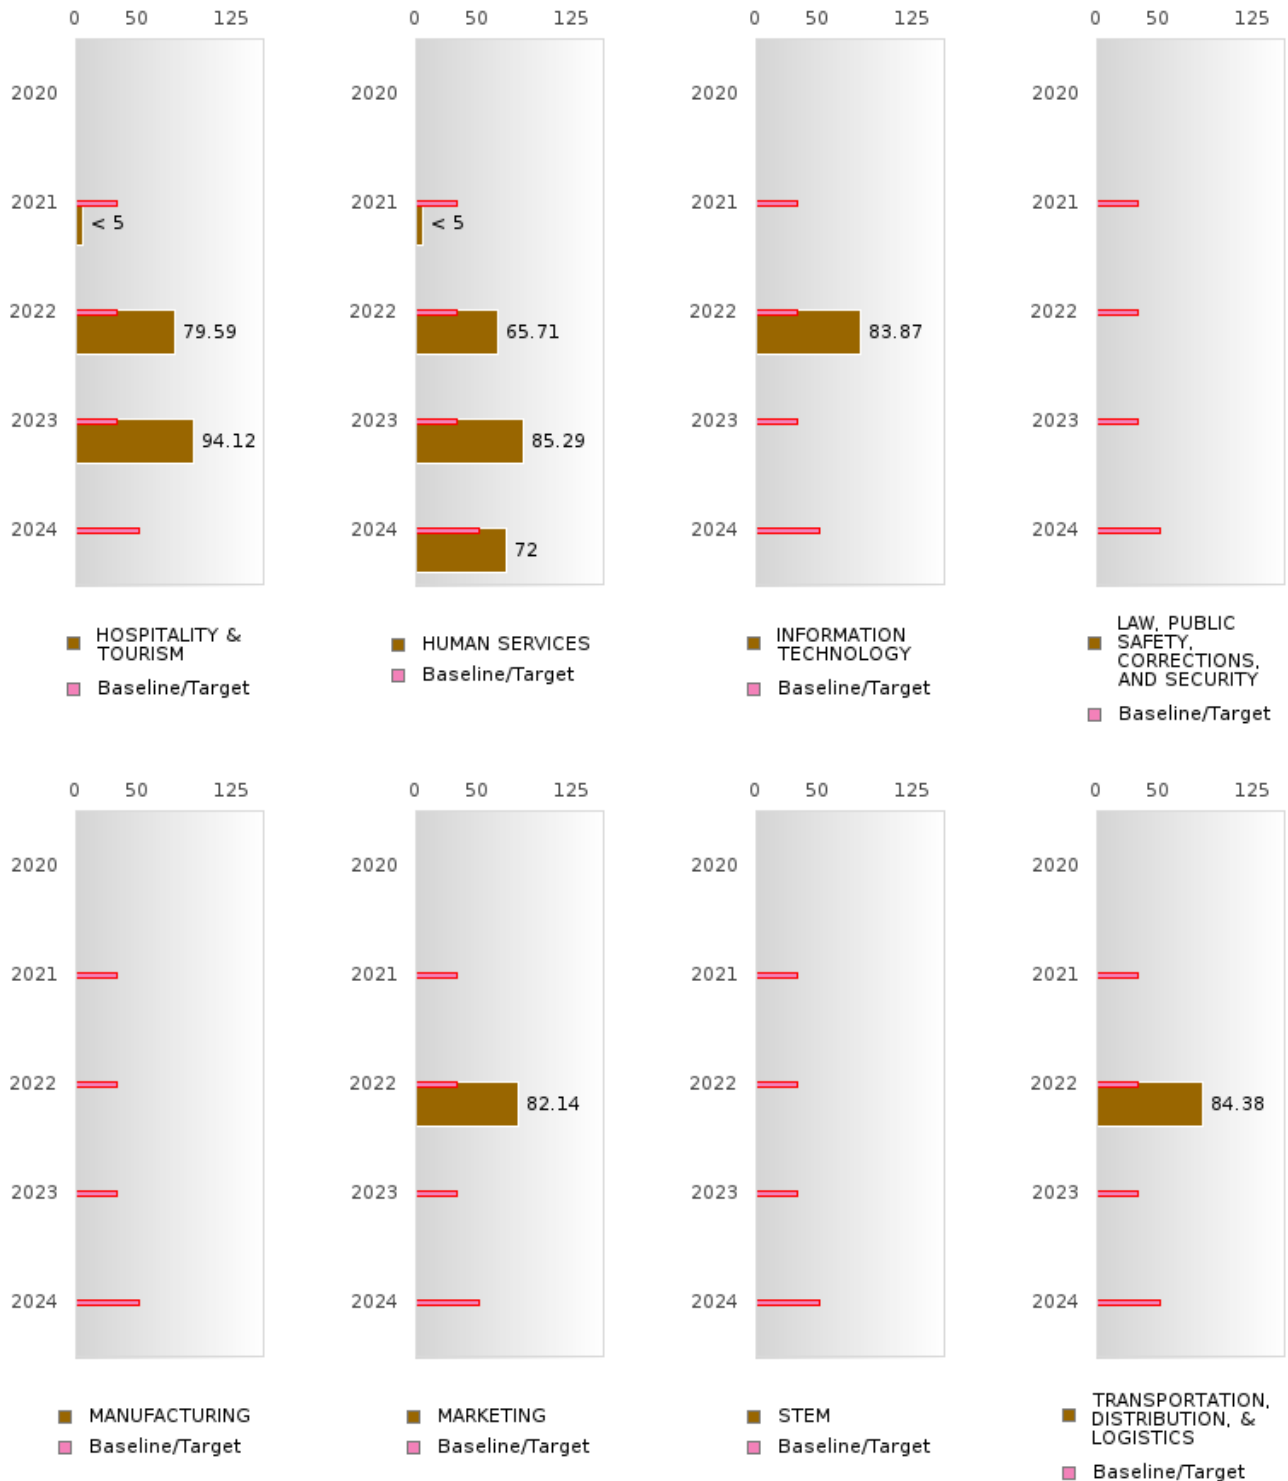 0 50 125
0 50 125
0 50 125
0 50 125
2020
2020
2020
2020
2021
2021
2021
2021
< 5
< 5
2022
2022
2022
2022
79.59
65.71
83.87
2023
2023
2023
2023
94.12
85.29
2024
2024
2024
2024
72
HOSPITALITY &
TOURISM
Baseline/Target
HUMAN SERVICES
Baseline/Target
INFORMATION
TECHNOLOGY
Baseline/Target
LAW, PUBLIC
SAFETY,
CORRECTIONS,
AND SECURITY
Baseline/Target
0 50 125
0 50 125
0 50 125
0 50 125
2020
2020
2020
2020
2021
2021
2021
2021
2022
2022
2022
2022
82.14
84.38
2023
2023
2023
2023
2024
2024
2024
2024
MANUFACTURING
Baseline/Target
MARKETING
Baseline/Target
STEM
Baseline/Target
TRANSPORTATION,
DISTRIBUTION, &
LOGISTICS
Baseline/Target